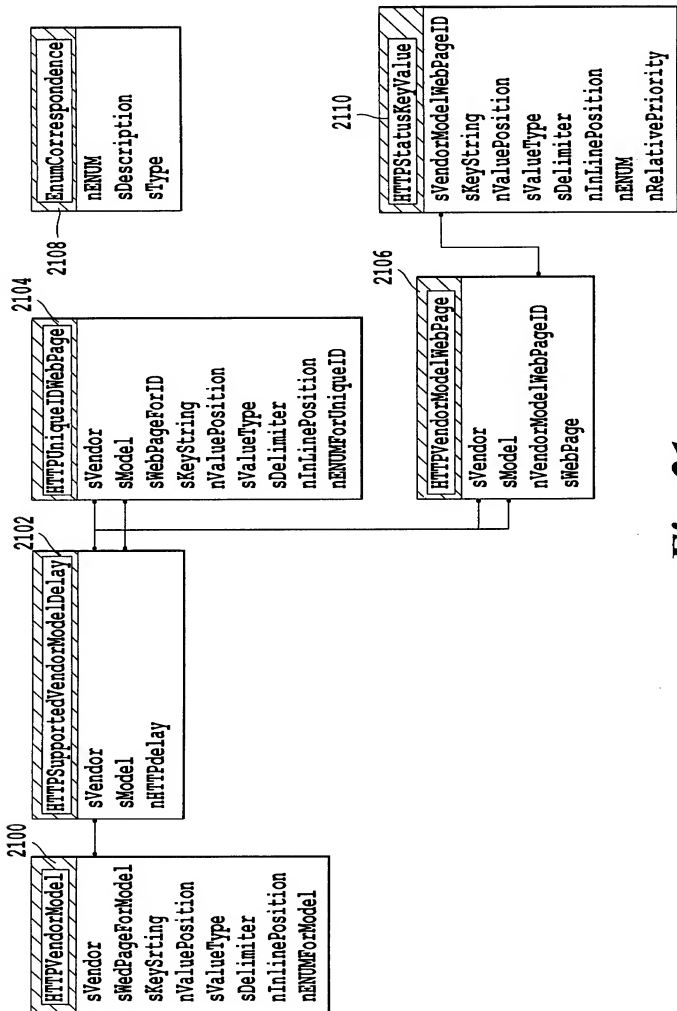 2100
HTTPVendorModel
sVendor
sWedPageForModel
sKeySrting
nValuePosition
sValueType
sDelimiter
nInlinePosition
nENUMForModel
2102
HTTPSupportedVendorModelDelay
sVendor
sModel
nHTTPdelay
2104
HTTPUniqueIDWebPage
sVendor
sModel
sWebPageForID
sKeyString
nValuePosition
sValueType
sDelimiter
nInLinePosition
nENUMForUniqueID
2106
HTTPVendorModelWebPage
sVendor
sModel
nVendorModelWebPageID
sWebPage
2108
EnumCorrespondence
nENUM
sDescription
sType
2110
HTTPStatusKeyValue
sVendorModelWebPageID
sKeyString
nValuePosition
sValueType
sDelimiter
nInLinePosition
nENUM
nRelativePriority